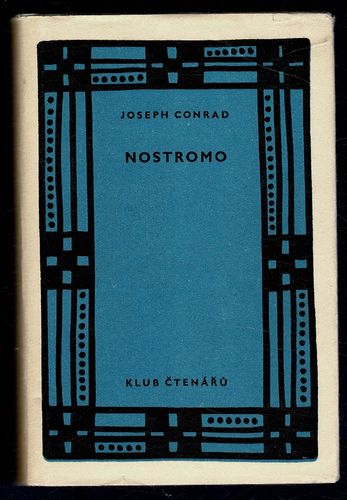 JOSEPH CONRAD
NOSTROMO
KLUB ČTENÁŘŮ